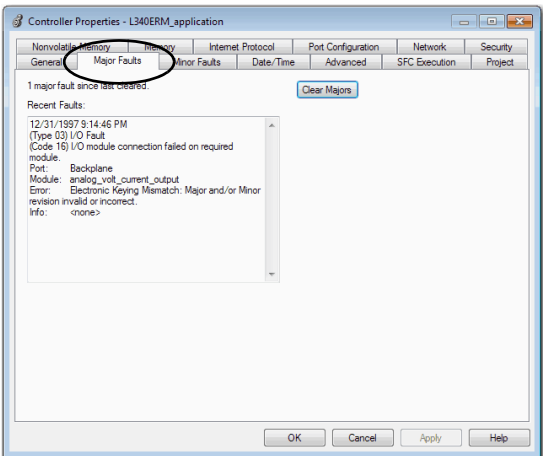 Controller Properties - L340ERM_application
Nonvolatile Memory Memory Internet Protocol Port Configuration Network Security
General Major Faults Minor Faults Date/Time Advanced SFC Execution Project
1 major fault since last cleared.
Clear Majors
Recent Faults:
12/31/1997 9:14:46 PM
(Type 03) I/O Fault
(Code 16) I/O module connection failed on required
module.
Port: Backplane
Module: analog_volt_current_output
Error: Electronic Keying Mismatch: Major and/or Minor
revision invalid or incorrect.
Info: <none>
OK Cancel Apply Help